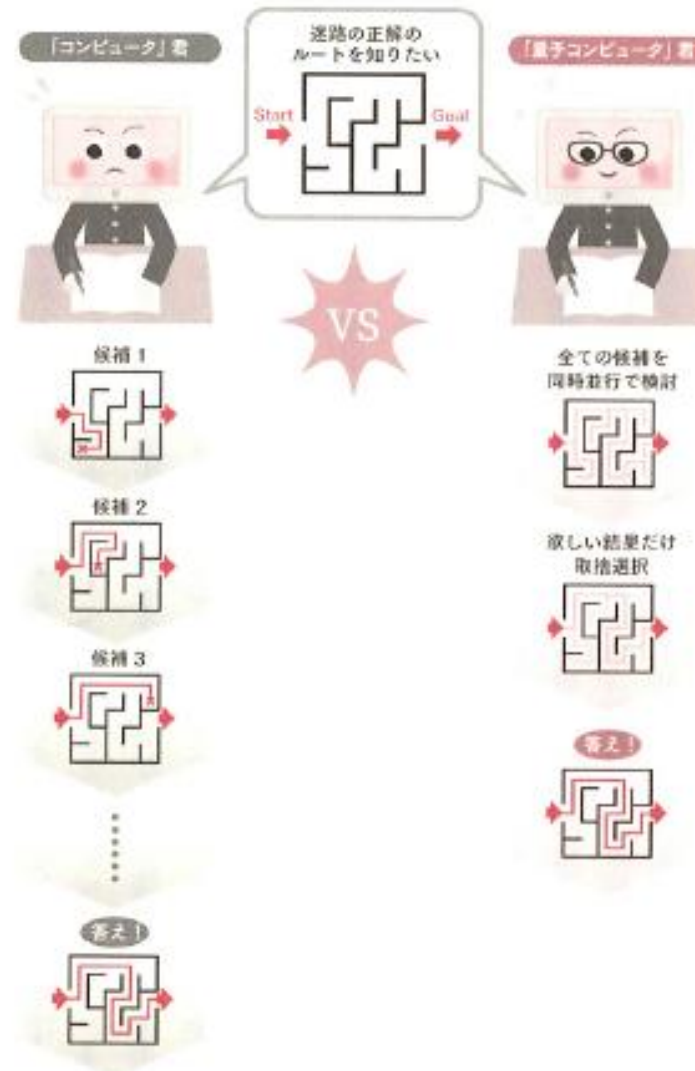 「コンピュータ」君
迷路の正解の
ルートを知りたい
「量子コンピュータ」君
Start
Goal
VS
候補 1
候補 2
候補 3
答え！
全ての候補を
同時並行で検討
欲しい結果だけ
取捨選択
答え！